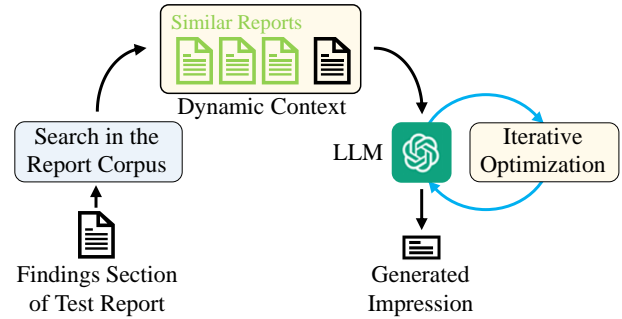 Similar Reports
Dynamic Context
Search in the
Report Corpus
LLM
Iterative
Optimization
Findings Section
of Test Report
Generated
Impression